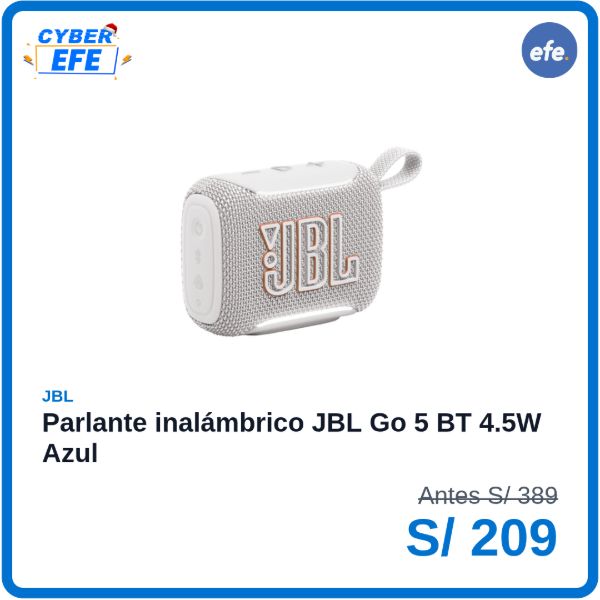 CYBER
EFE
efe.
JBL
JBL
Parlante inalámbrico JBL Go 5 BT 4.5W
Azul
Antes S/ 389
S/ 209